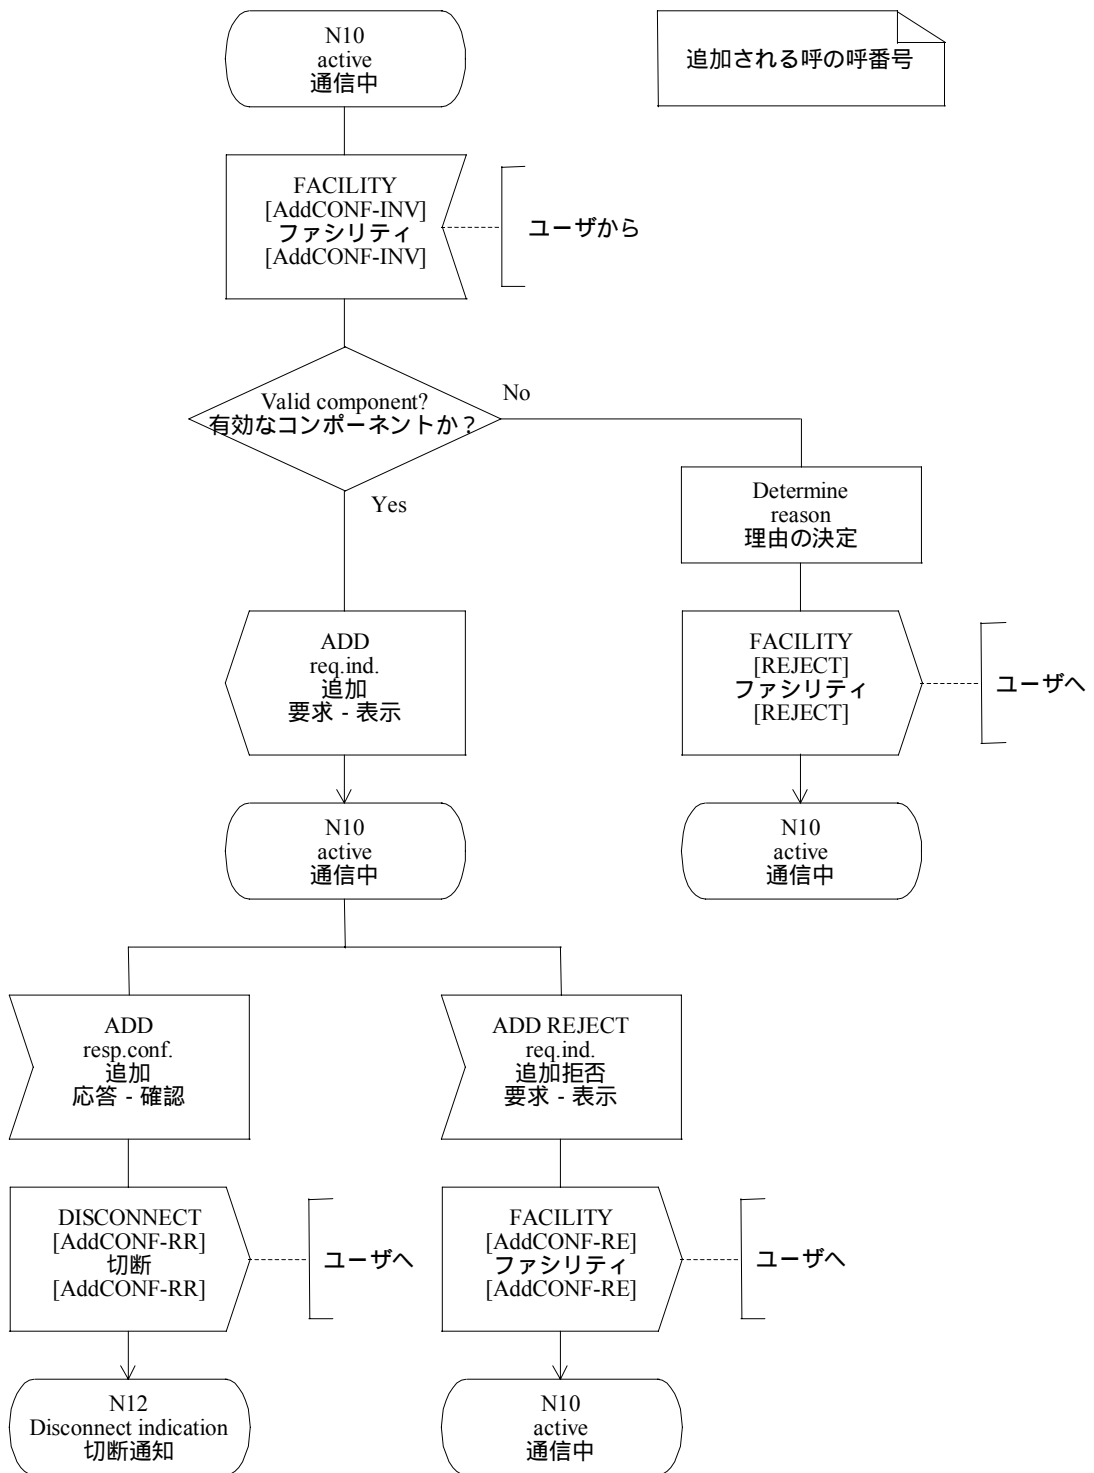 N10
active
通信中
追加される呼の呼番号
FACILITY
[AddCONF-INV]
ファシリティ
[AddCONF-INV]
ユーザから
Valid component?
有効なコンポーネントか？
No
Yes
Determine
reason
理由の決定
ADD
req.ind.
追加
要求 - 表示
FACILITY
[REJECT]
ファシリティ
[REJECT]
ユーザへ
N10
active
通信中
N10
active
通信中
ADD
resp.conf.
追加
応答 - 確認
ADD REJECT
req.ind.
追加拒否
要求 - 表示
DISCONNECT
[AddCONF-RR]
切断
[AddCONF-RR]
ユーザへ
FACILITY
[AddCONF-RE]
ファシリティ
[AddCONF-RE]
ユーザへ
N12
Disconnect indication
切断通知
N10
active
通信中